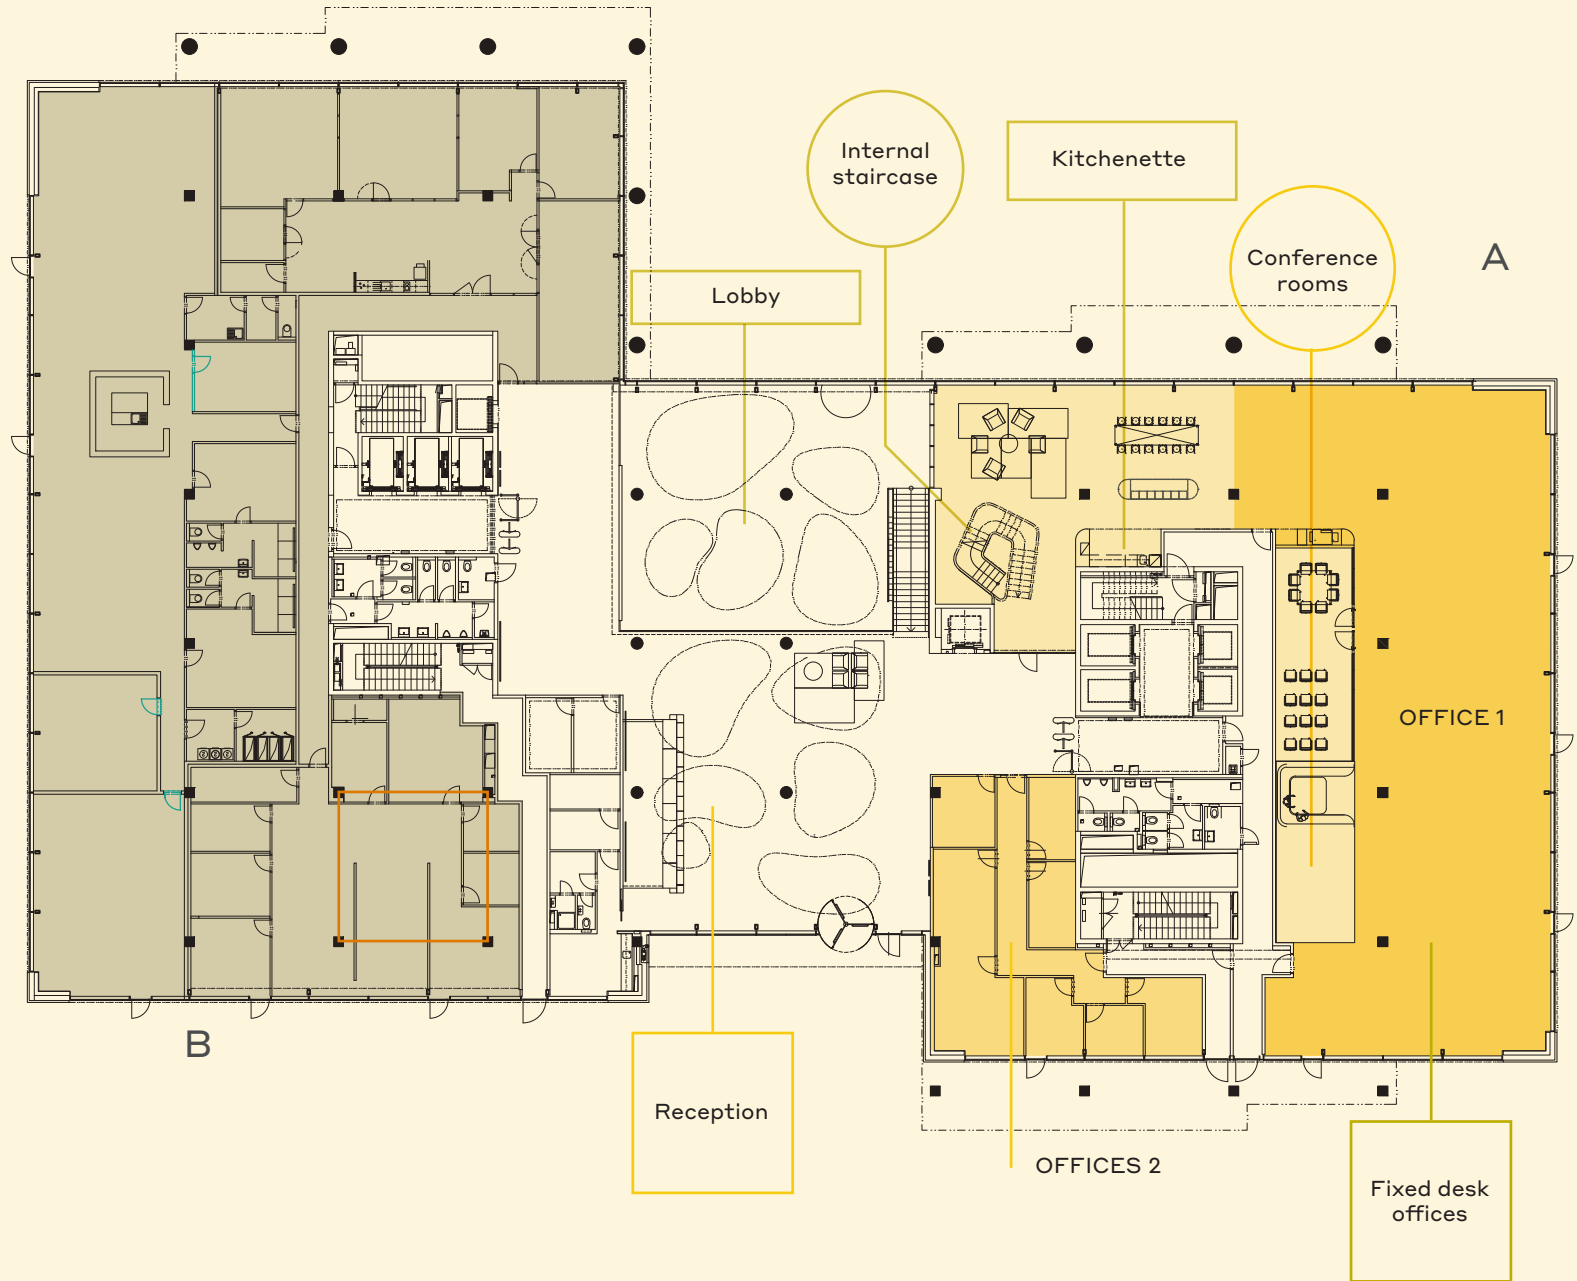 Internal
staircase
Kitchenette
Conference
rooms
A
Lobby
OFFICE 1
B
Reception
OFFICES 2
Fixed desk
offices